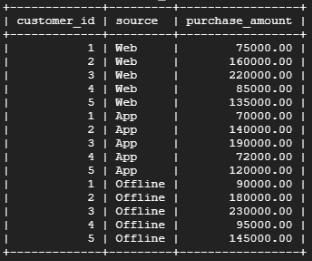 +-------------+---------+-----------------+
| customer_id | source | purchase_amount |
+-------------+---------+-----------------+
| 1 | Web | 75000.00 |
| 2 | Web | 160000.00 |
| 3 | Web | 220000.00 |
| 4 | Web | 85000.00 |
| 5 | Web | 135000.00 |
| 1 | App | 70000.00 |
| 2 | App | 140000.00 |
| 3 | App | 190000.00 |
| 4 | App | 72000.00 |
| 5 | App | 120000.00 |
| 1 | Offline | 90000.00 |
| 2 | Offline | 180000.00 |
| 3 | Offline | 230000.00 |
| 4 | Offline | 95000.00 |
| 5 | Offline | 145000.00 |
+-------------+---------+-----------------+